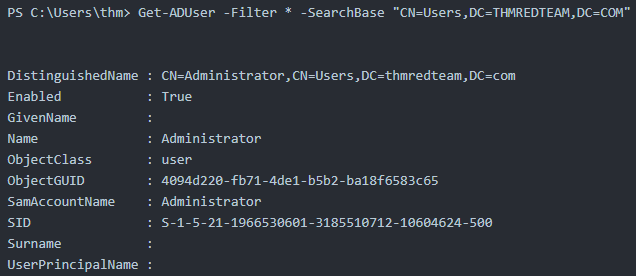 PS C:\Users\thm> Get-ADUser -Filter * -SearchBase "CN=Users,DC=THMREDTEAM,DC=COM"
DistinguishedName : CN=Administrator,CN=Users,DC=thmredteam,DC=com
Enabled           : True
GivenName         :
Name              : Administrator
ObjectClass       : user
ObjectGUID        : 4094d220-fb71-4de1-b5b2-ba18f6583c65
SamAccountName    : Administrator
SID               : S-1-5-21-1966530601-3185510712-10604624-500
Surname           :
UserPrincipalName :